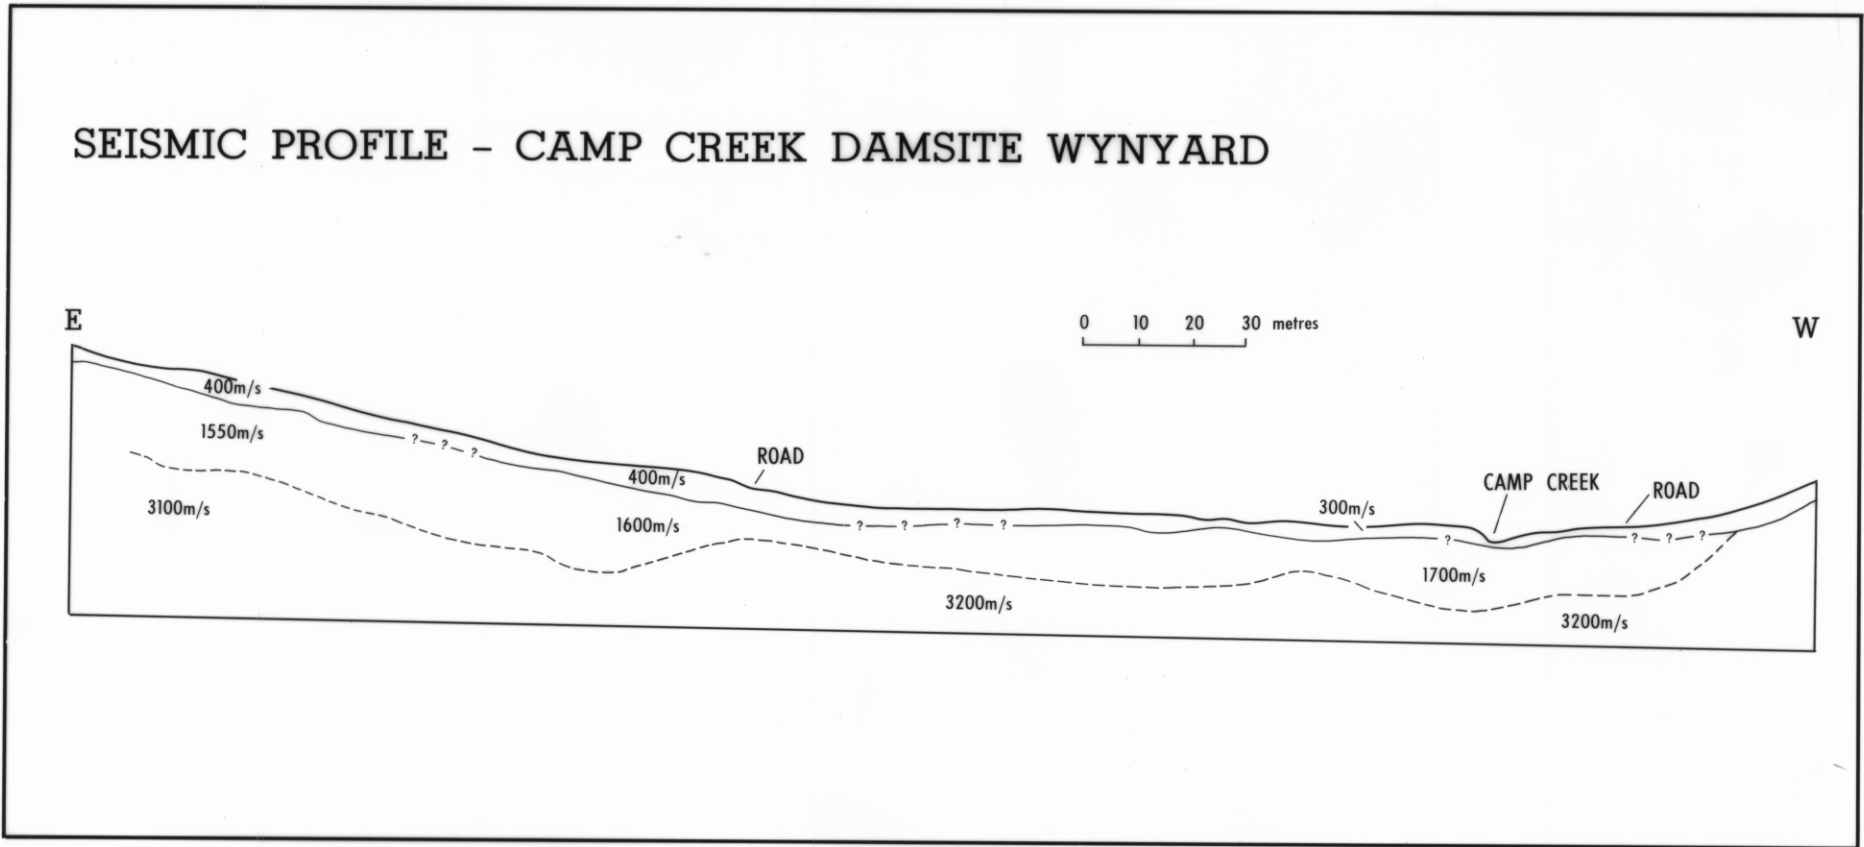 SEISMIC PROFILE – CAMP CREEK DAMSITE WYNYARD
E
0 10 20 30 metres
W
400m/s
1550m/s
? ? ?
3100m/s
ROAD
400m/s
1600m/s
? ? ? ?
3200m/s
300m/s
CAMP CREEK
ROAD
?
? ? ?
1700m/s
3200m/s